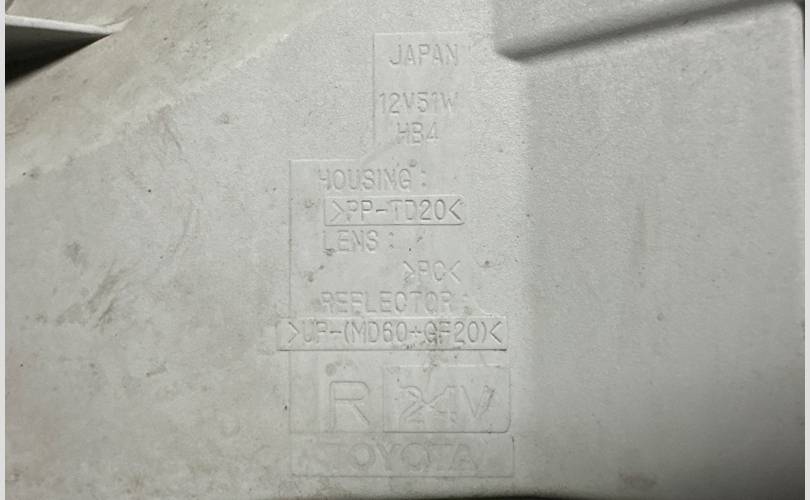 JAPAN
12V51W
HB4
HOUSING:
>PP-TD20<
LENS:
>PC<
REFLECTOR:
>UP-(MD60+GF20)<
R 24V
TOYOTA